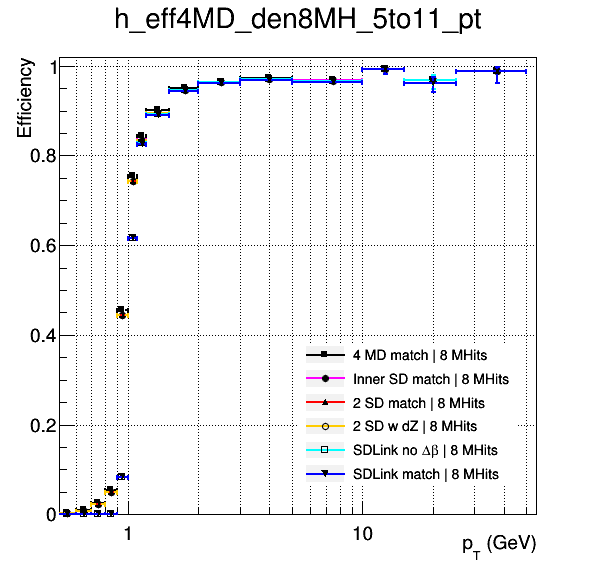 h_eff4MD_den8MH_5to11_pt
Efficiency
1
0.8
0.6
0.4
0.2
0
4 MD match | 8 MHits
Inner SD match | 8 MHits
2 SD match | 8 MHits
2 SD w dZ | 8 MHits
SDLink no Δβ | 8 MHits
SDLink match | 8 MHits
1 10
p_T (GeV)